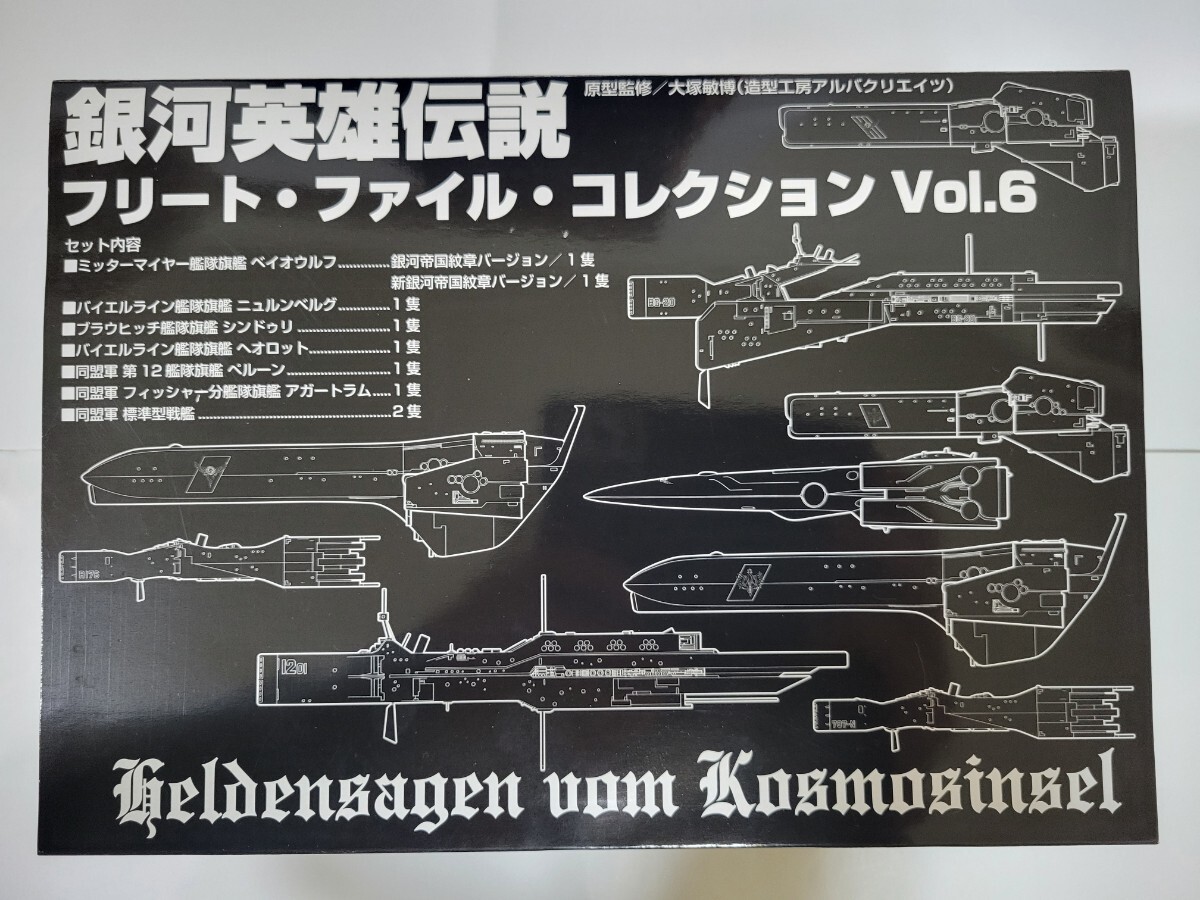 銀河英雄伝説
原型監修／大塚敏博(造型工房アルバクリエイツ)
フリート・ファイル・コレクション Vol.6
セット内容
■ミッターマイヤー艦隊旗艦 ベイオウルフ.............銀河帝国紋章バージョン／1隻
新銀河帝国紋章バージョン／1隻
■バイエルライン艦隊旗艦 ニュルンベルグ.............1隻
■ブラウヒッチ艦隊旗艦 シンドゥリ.............1隻
■バイエルライン艦隊旗艦 ヘオロット.............1隻
■同盟軍 第12艦隊旗艦 ペルーン.............1隻
■同盟軍 フィッシャー分艦隊旗艦 アガートラム.....1隻
■同盟軍 標準型戦艦.............2隻
1201
707-N
Heldensagen vom Kosmosinsel